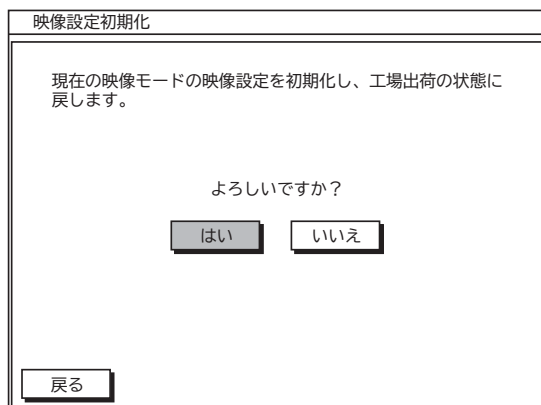 映像設定初期化
現在の映像モードの映像設定を初期化し、工場出荷の状態に
戻します。
よろしいですか？
はい
いいえ
戻る